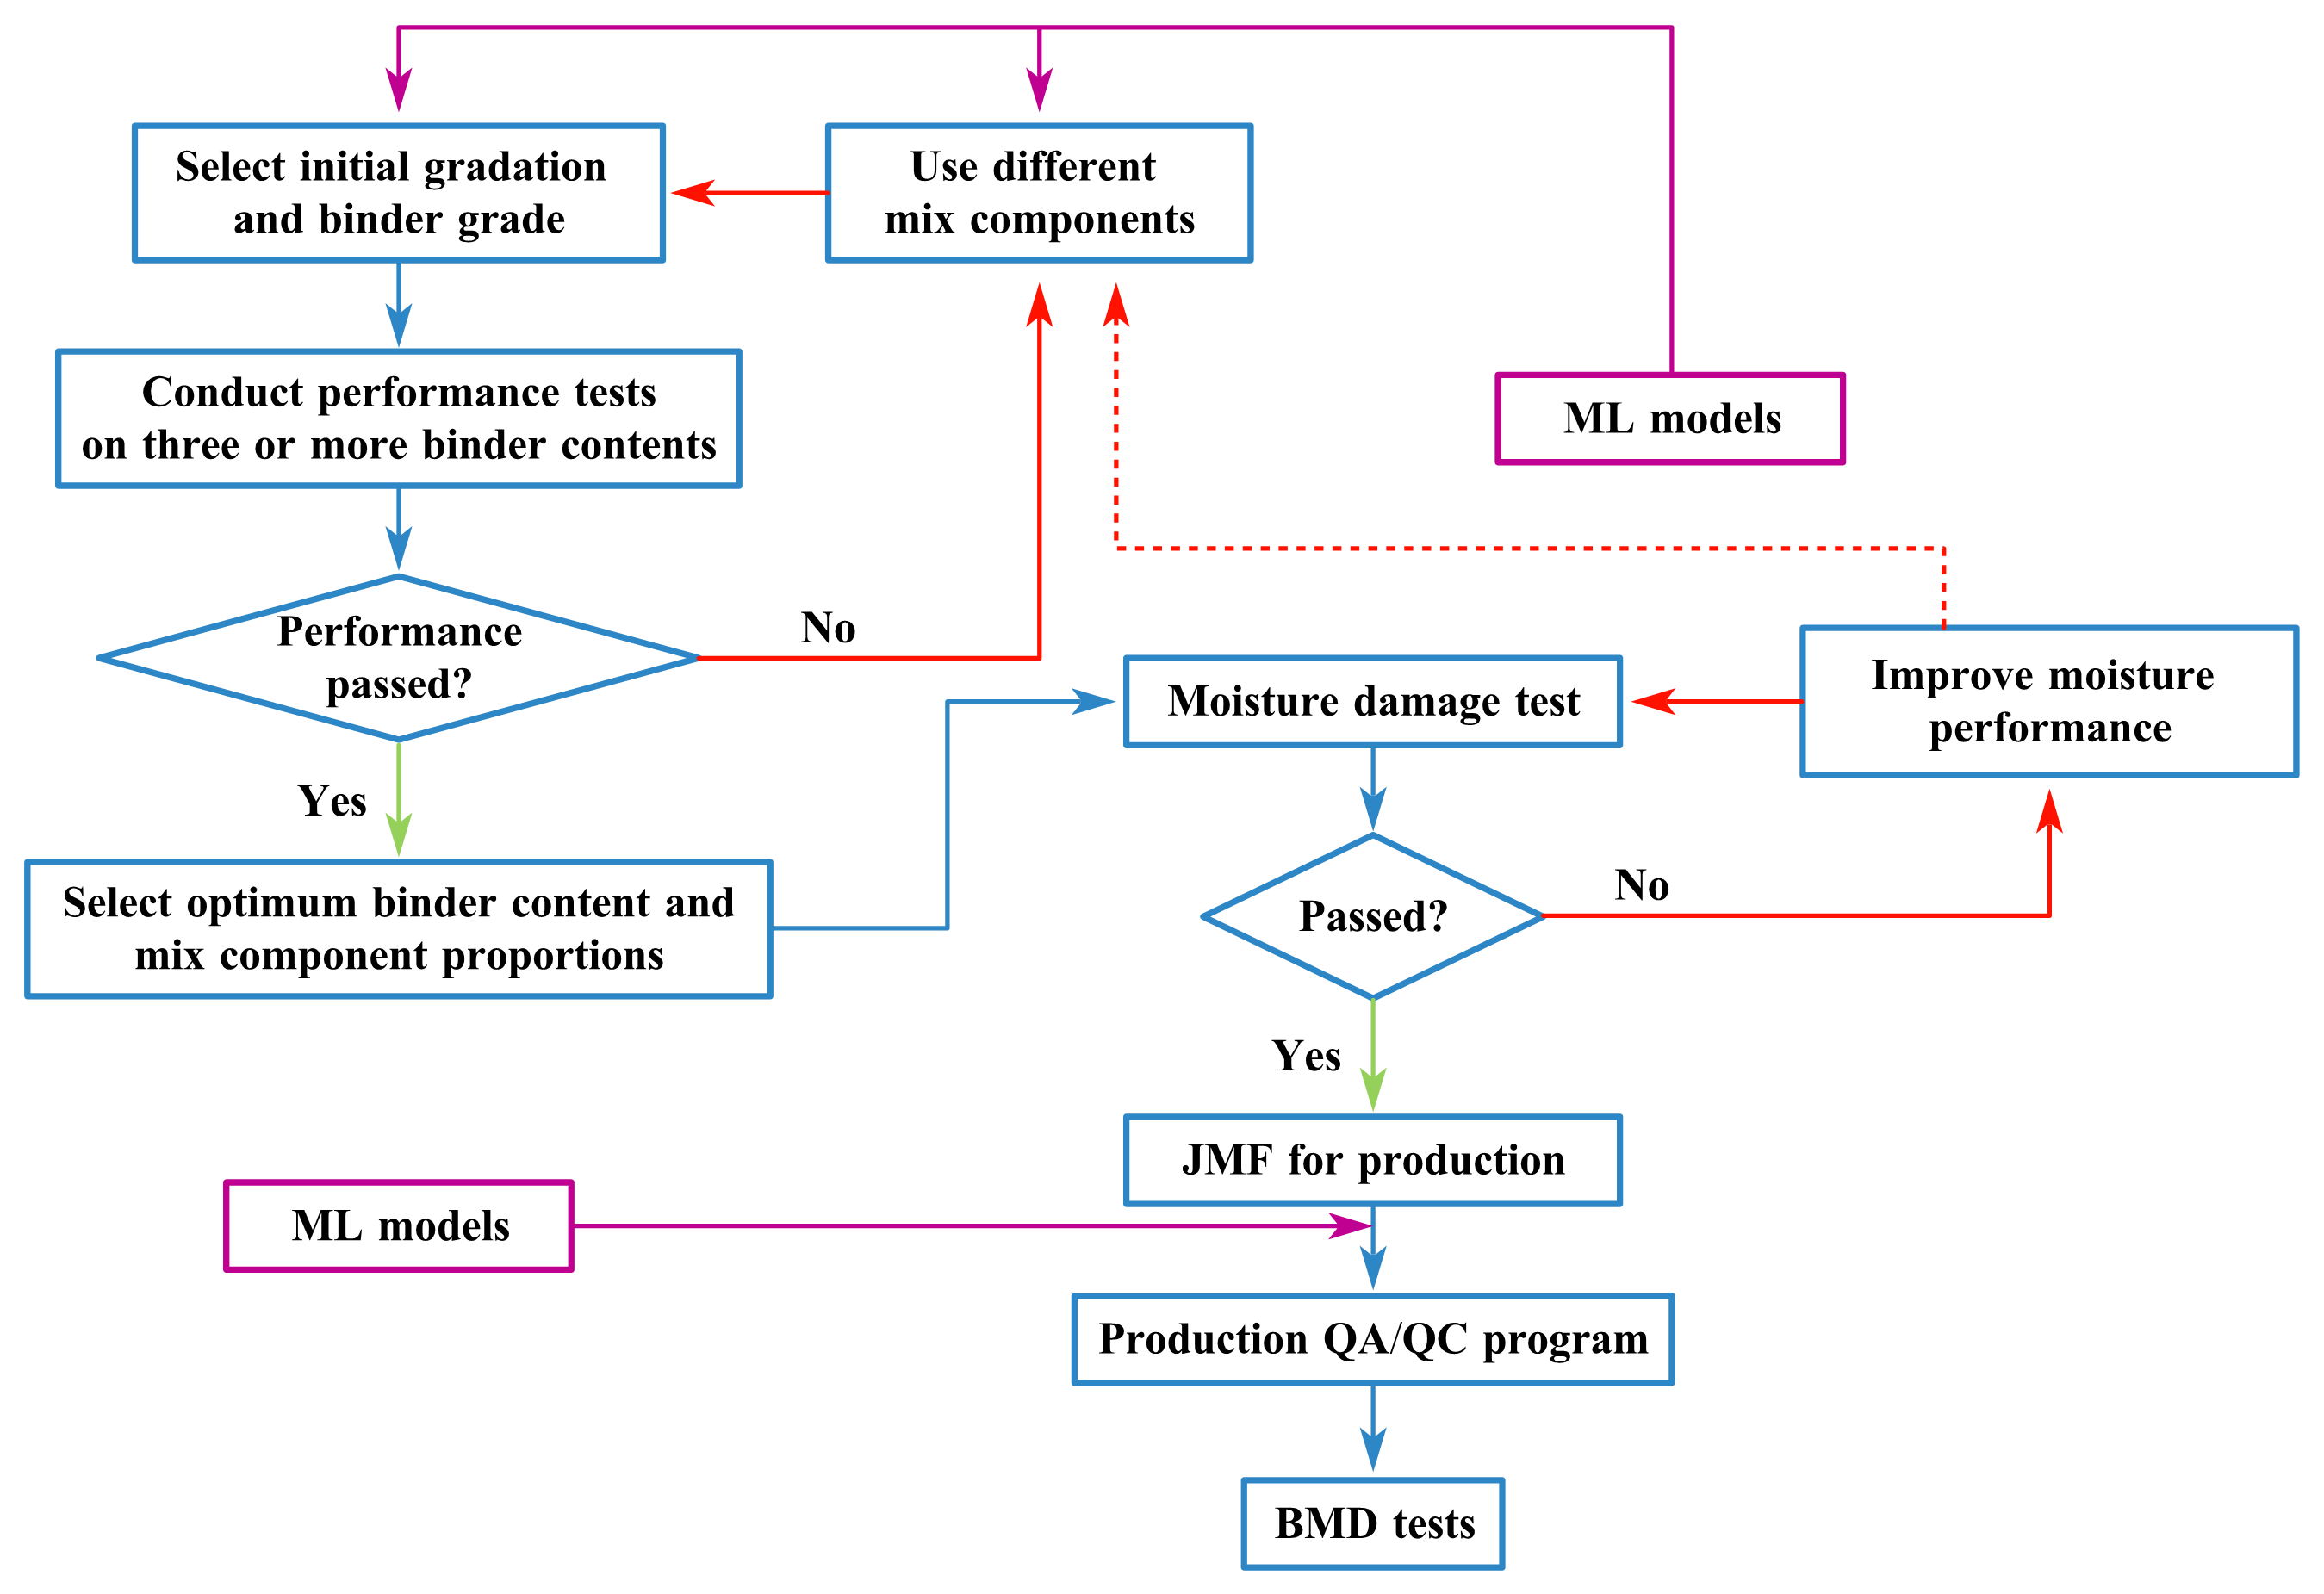 Select initial gradation
and binder grade
Use different
mix components
Conduct performance tests
on three or more binder contents
ML models
Performance
passed?
No
Yes
Select optimum binder content and
mix component proportions
Moisture damage test
Improve moisture
performance
Passed?
No
Yes
JMF for production
ML models
Production QA/QC program
BMD tests